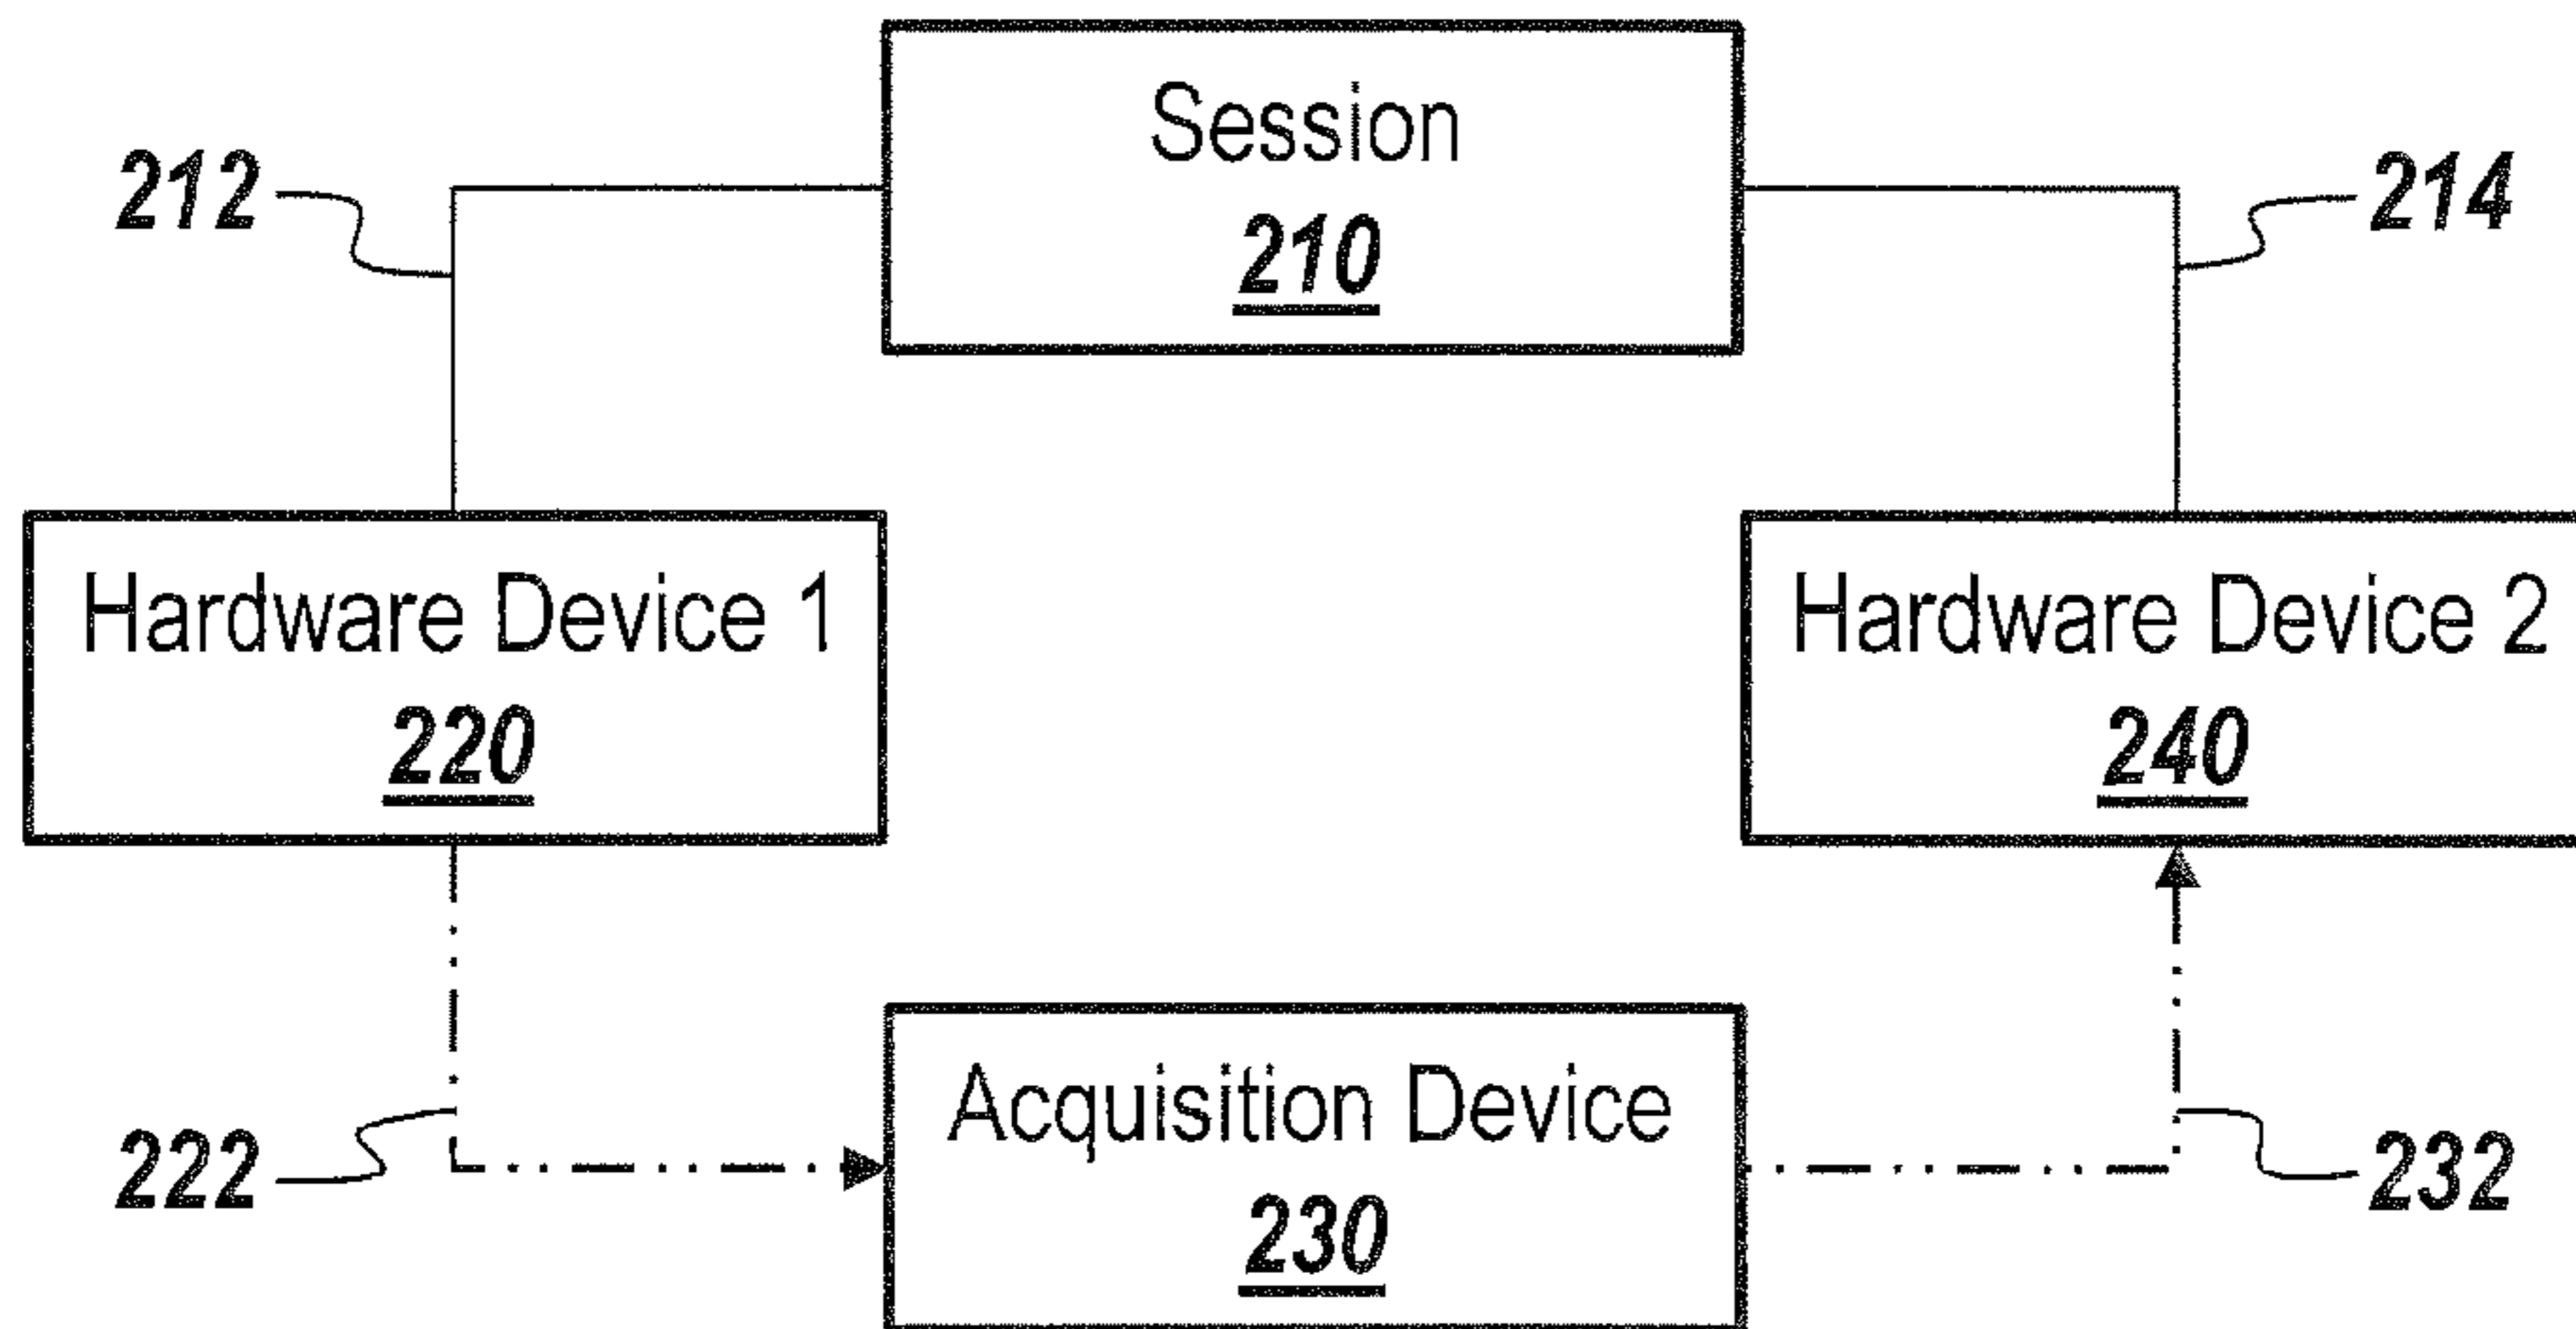 Session
210
212
214
Hardware Device 1
220
Hardware Device 2
240
Acquisition Device
230
222
232